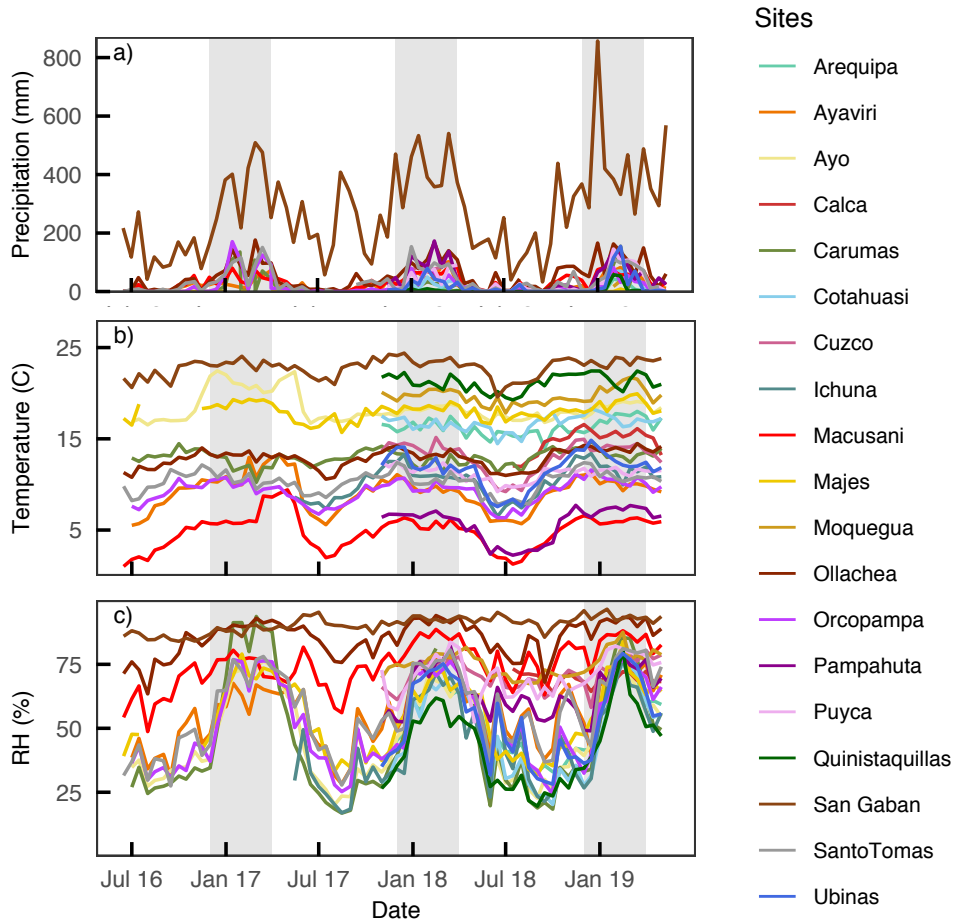 Sites
a)
Precipitation (mm)
800
600
400
200
0
b)
Temperature (C)
25
15
5
c)
RH (%)
75
50
25
Jul 16
Jan 17
Jul 17
Jan 18
Jul 18
Jan 19
Date
Arequipa
Ayaviri
Ayo
Calca
Carumas
Cotahuasi
Cuzco
Ichuna
Macusani
Majes
Moquegua
Ollachea
Orcopampa
Pampahuta
Puyca
Quinistaquillas
San Gaban
SantoTomas
Ubinas